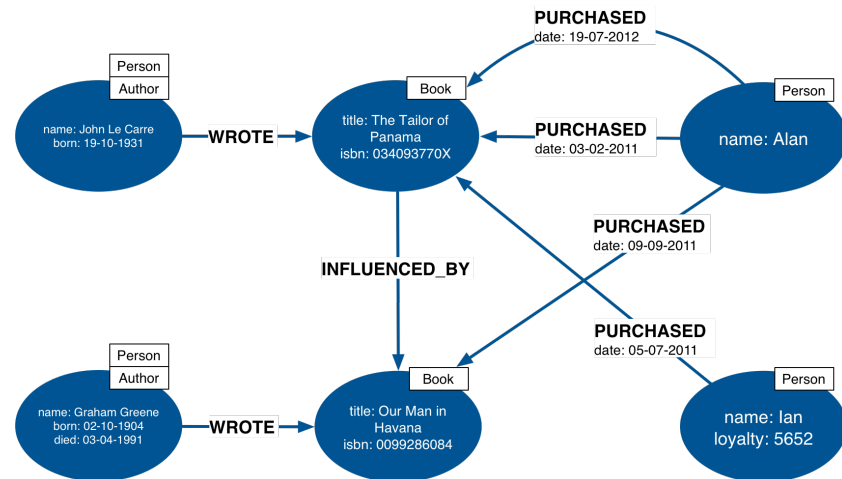 PURCHASED
date: 19-07-2012
Person
Author
name: John Le Carre
born: 19-10-1931
WROTE
Book
title: The Tailor of
Panama
isbn: 034093770X
PURCHASED
date: 03-02-2011
Person
name: Alan
PURCHASED
date: 09-09-2011
INFLUENCED_BY
PURCHASED
date: 05-07-2011
Person
Author
name: Graham Greene
born: 02-10-1904
died: 03-04-1991
WROTE
Book
title: Our Man in
Havana
isbn: 0099286084
Person
name: Ian
loyalty: 5652